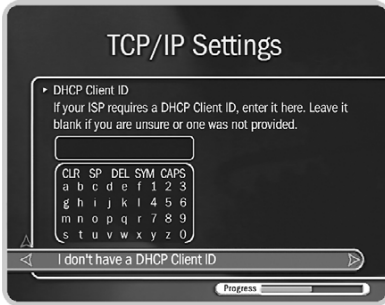 TCP/IP Settings
DHCP Client ID
If your ISP requires a DHCP Client ID, enter it here. Leave it
blank if you are unsure or one was not provided.
CLR SP DEL SYM CAPS
a b c d e f 1 2 3
g h i j k l 4 5 6
m n o p q r 7 8 9
s t u v w x y z 0
I don't have a DHCP Client ID
Progress